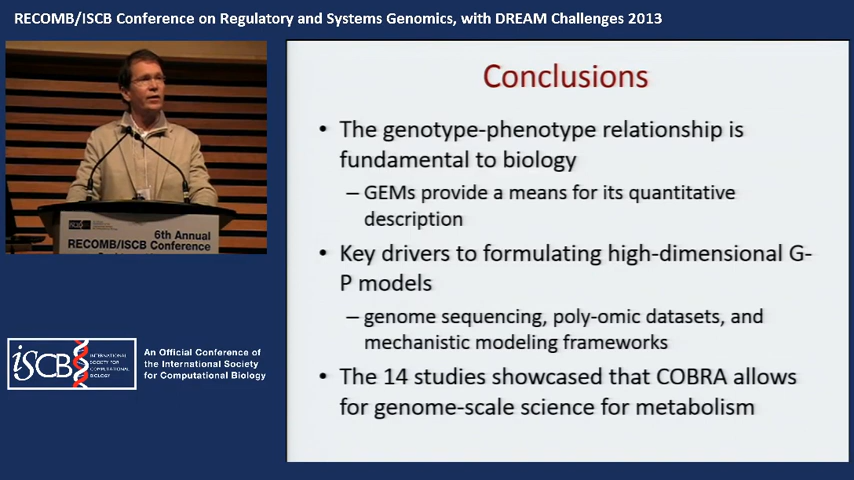 RECOMB/ISCB Conference on Regulatory and Systems Genomics, with DREAM Challenges 2013
6th Annual
RECOMB/ISCB Conference
iSCB
INTERNATIONAL
SOCIETY FOR
COMPUTATIONAL
BIOLOGY
An Official Conference of
the International Society
for Computational Biology
Conclusions
• The genotype-phenotype relationship is
fundamental to biology
– GEMs provide a means for its quantitative
description
• Key drivers to formulating high-dimensional G-
P models
– genome sequencing, poly-omic datasets, and
mechanistic modeling frameworks
• The 14 studies showcased that COBRA allows
for genome-scale science for metabolism